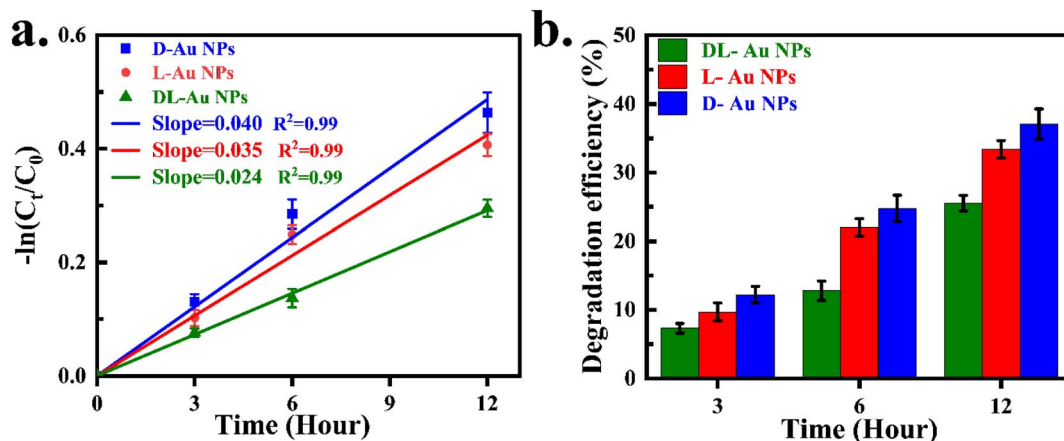 a.
0.6
0.4
0.2
0.0
-ln(Cₜ/C₀)
D-Au NPs
L-Au NPs
DL-Au NPs
Slope=0.040 R²=0.99
Slope=0.035 R²=0.99
Slope=0.024 R²=0.99
0 3 6 9 12
Time (Hour)
b.
50
40
30
20
10
0
Degradation efficiency (%)
DL- Au NPs
L- Au NPs
D- Au NPs
3 6 12
Time (Hour)